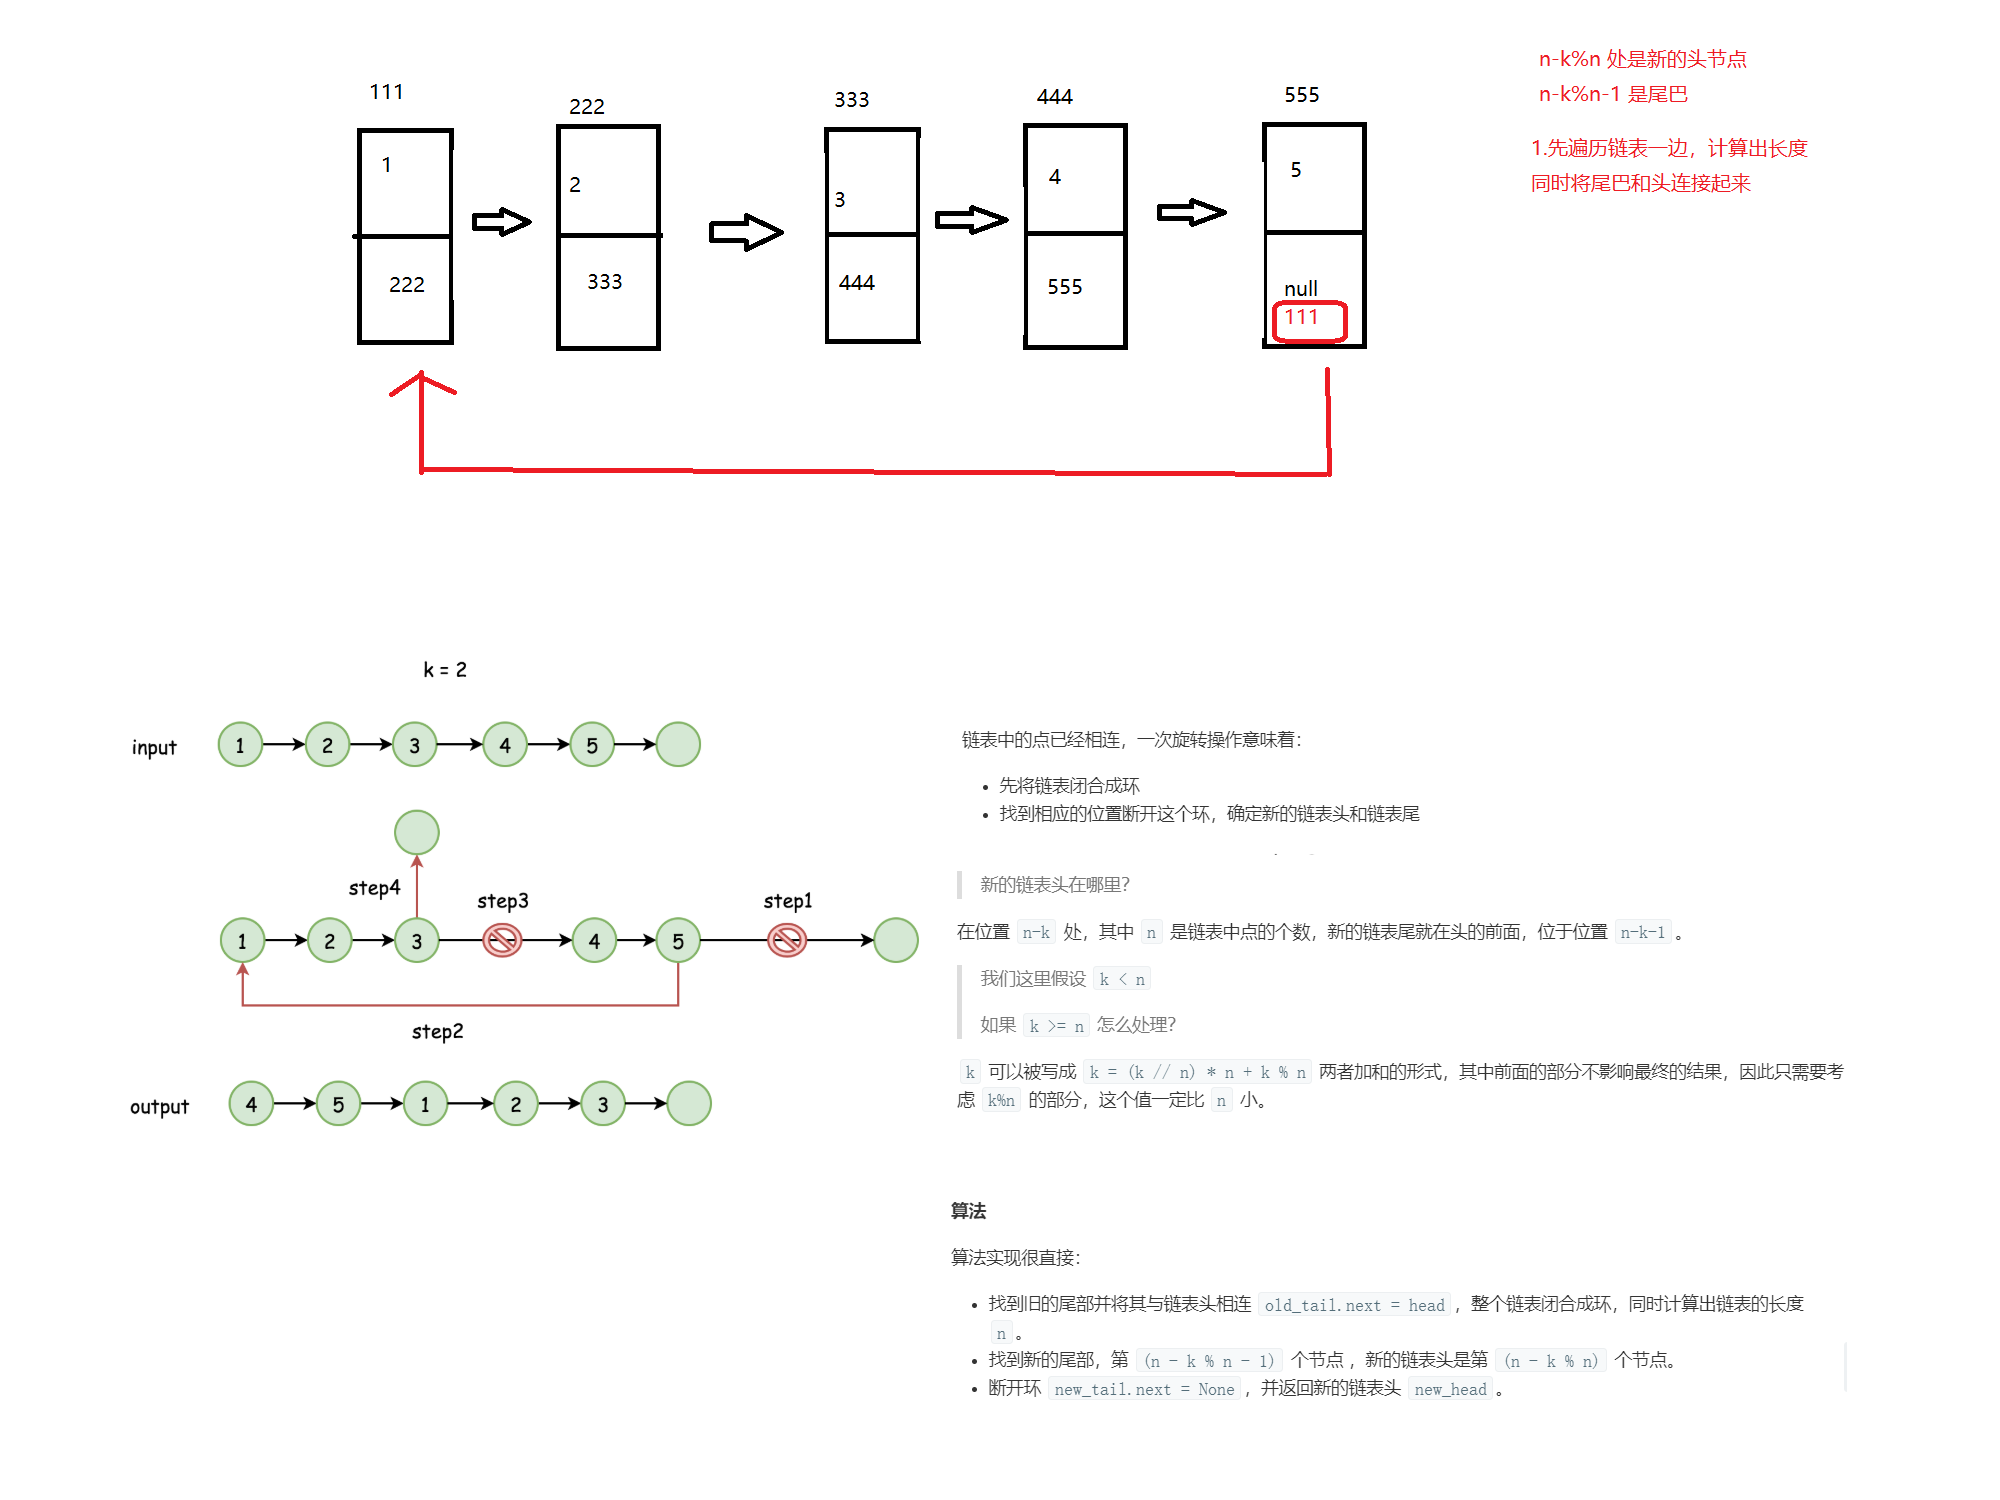 n-k%n 处是新的头节点
n-k%n-1 是尾巴
1.先遍历链表一边，计算出长度
同时将尾巴和头连接起来
111
222
333
444
555
1
2
3
4
5
222
333
444
555
null
111
k = 2
input
1
2
3
4
5
step4
step3
step1
1
2
3
4
5
step2
output
4
5
1
2
3
链表中的点已经相连，一次旋转操作意味着：
• 先将链表闭合成环
• 找到相应的位置断开这个环，确定新的链表头和链表尾
新的链表头在哪里？
在位置 n-k 处，其中 n 是链表中点的个数，新的链表尾就在头的前面，位于位置 n-k-1 。
我们这里假设 k < n
如果 k >= n 怎么处理？
k 可以被写成 k = (k // n) * n + k % n 两者加和的形式，其中前面的部分不影响最终的结果，因此只需要考
虑 k%n 的部分，这个值一定比 n 小。
算法
算法实现很直接：
• 找到旧的尾部并将其与链表头相连 old_tail.next = head ，整个链表闭合成环，同时计算出链表的长度
n 。
• 找到新的尾部，第 (n - k % n - 1) 个节点 ，新的链表头是第 (n - k % n) 个节点。
• 断开环 new_tail.next = None ，并返回新的链表头 new_head 。